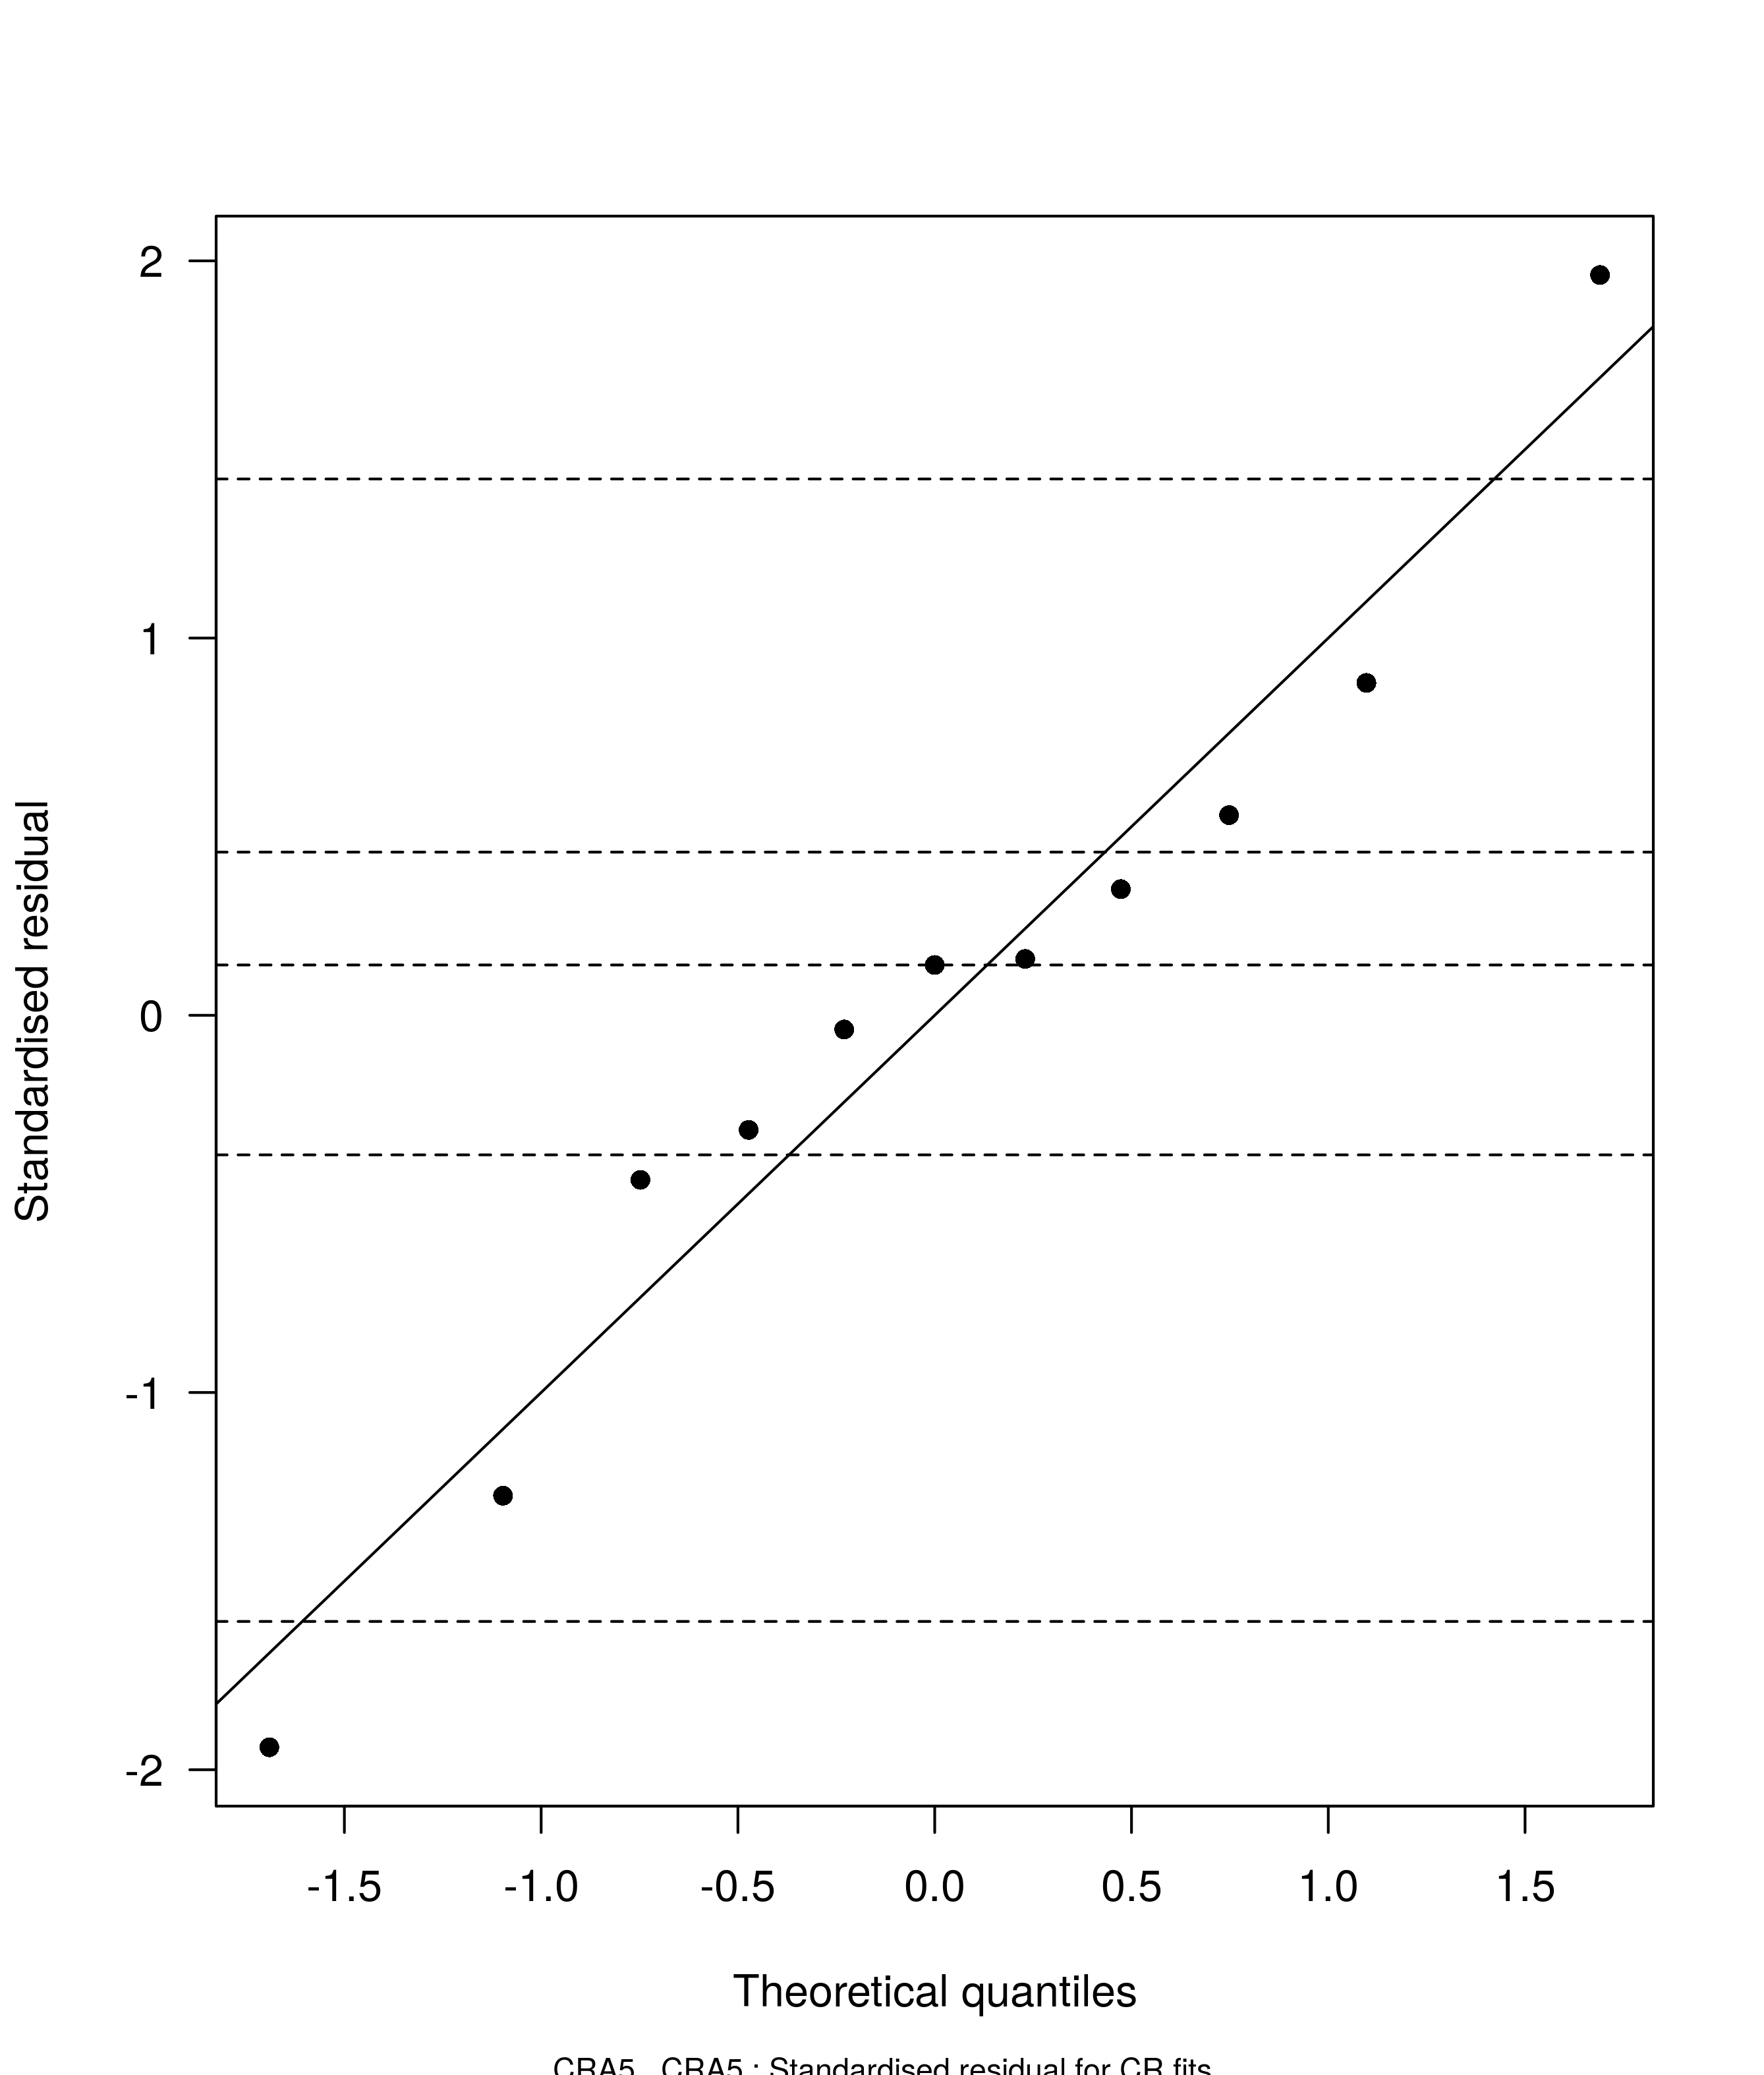 2
1
0
-1
-2
Standardised residual
-1.5 -1.0 -0.5 0.0 0.5 1.0 1.5
Theoretical quantiles
CRA5 CRA5 : Standardised residual for CR fits